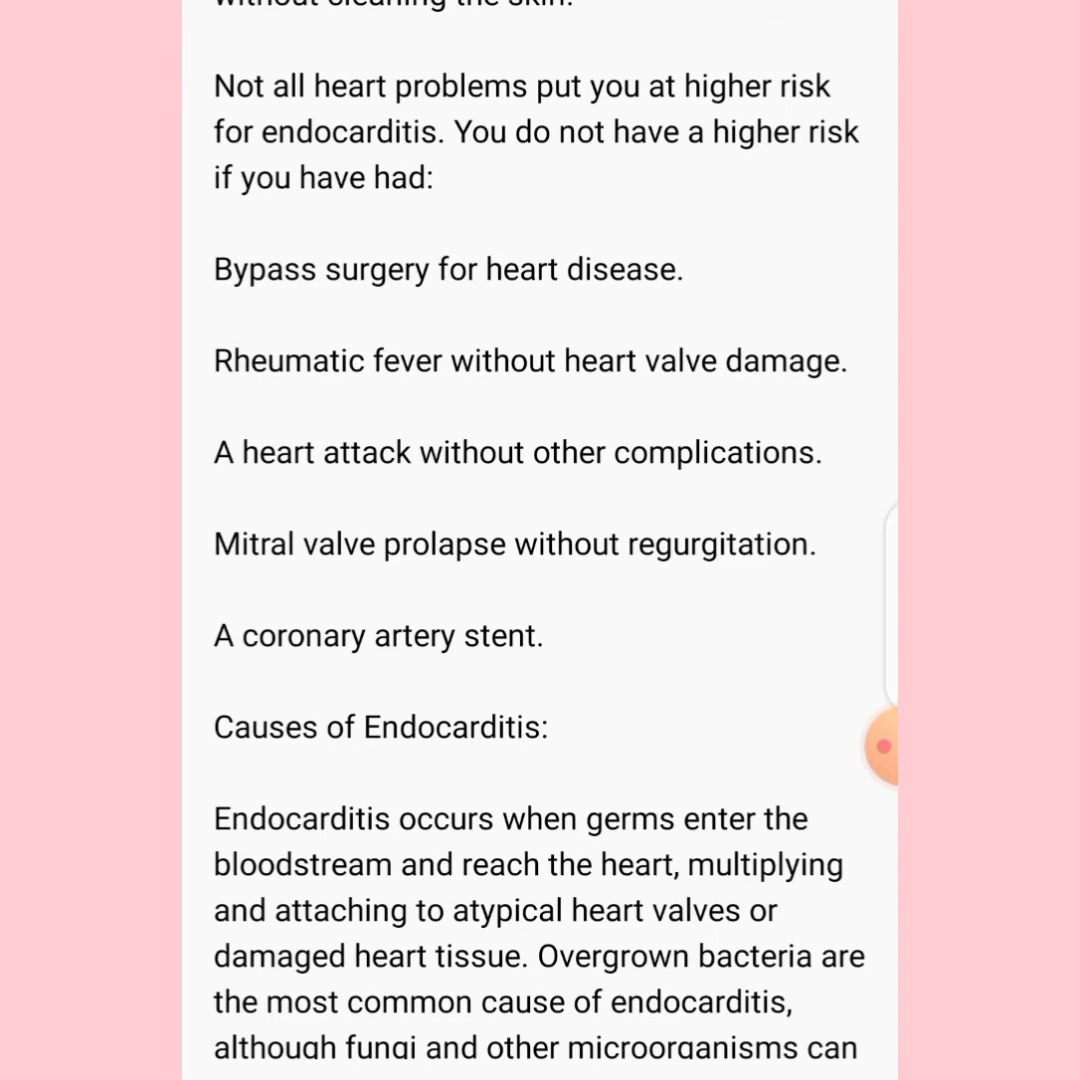 without cleaning the skin.
Not all heart problems put you at higher risk
for endocarditis. You do not have a higher risk
if you have had:
Bypass surgery for heart disease.
Rheumatic fever without heart valve damage.
A heart attack without other complications.
Mitral valve prolapse without regurgitation.
A coronary artery stent.
Causes of Endocarditis:
Endocarditis occurs when germs enter the
bloodstream and reach the heart, multiplying
and attaching to atypical heart valves or
damaged heart tissue. Overgrown bacteria are
the most common cause of endocarditis,
although fungi and other microorganisms can